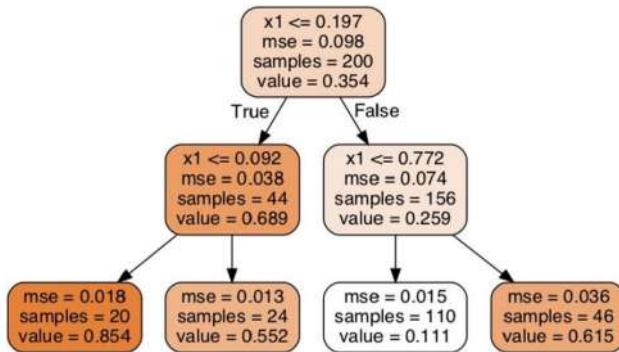 x1 <= 0.197
mse = 0.098
samples = 200
value = 0.354
True
False
x1 <= 0.092
mse = 0.038
samples = 44
value = 0.689
x1 <= 0.772
mse = 0.074
samples = 156
value = 0.259
mse = 0.018
samples = 20
value = 0.854
mse = 0.013
samples = 24
value = 0.552
mse = 0.015
samples = 110
value = 0.111
mse = 0.036
samples = 46
value = 0.615